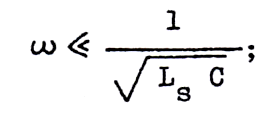 ω ≪ 1 / √(L_s C);